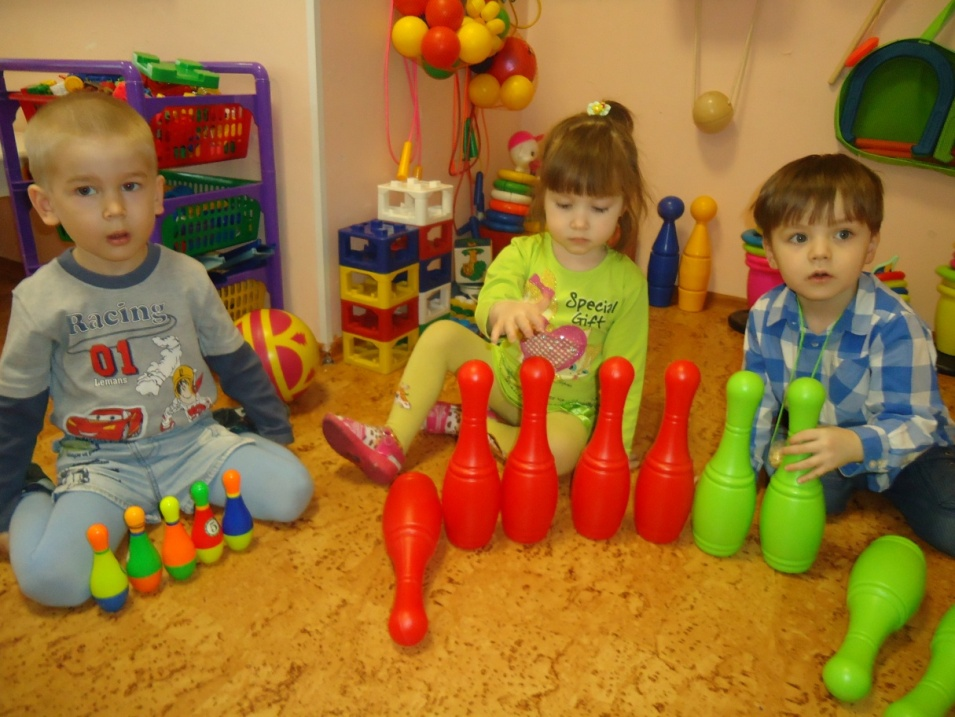 Racing
01
Lemans
Special
Gift